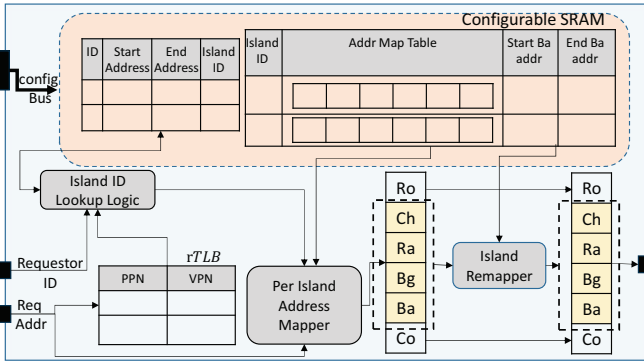 Configurable SRAM
config
Bus
ID
Start
Address
End
Address
Island
ID
Island
ID
Addr Map Table
Start Ba
addr
End Ba
addr
Island ID
Lookup Logic
Requestor
ID
Req
Addr
rTLB
PPN
VPN
Per Island
Address
Mapper
Ro
Ch
Ra
Bg
Ba
Co
Island
Remapper
Ro
Ch
Ra
Bg
Ba
Co